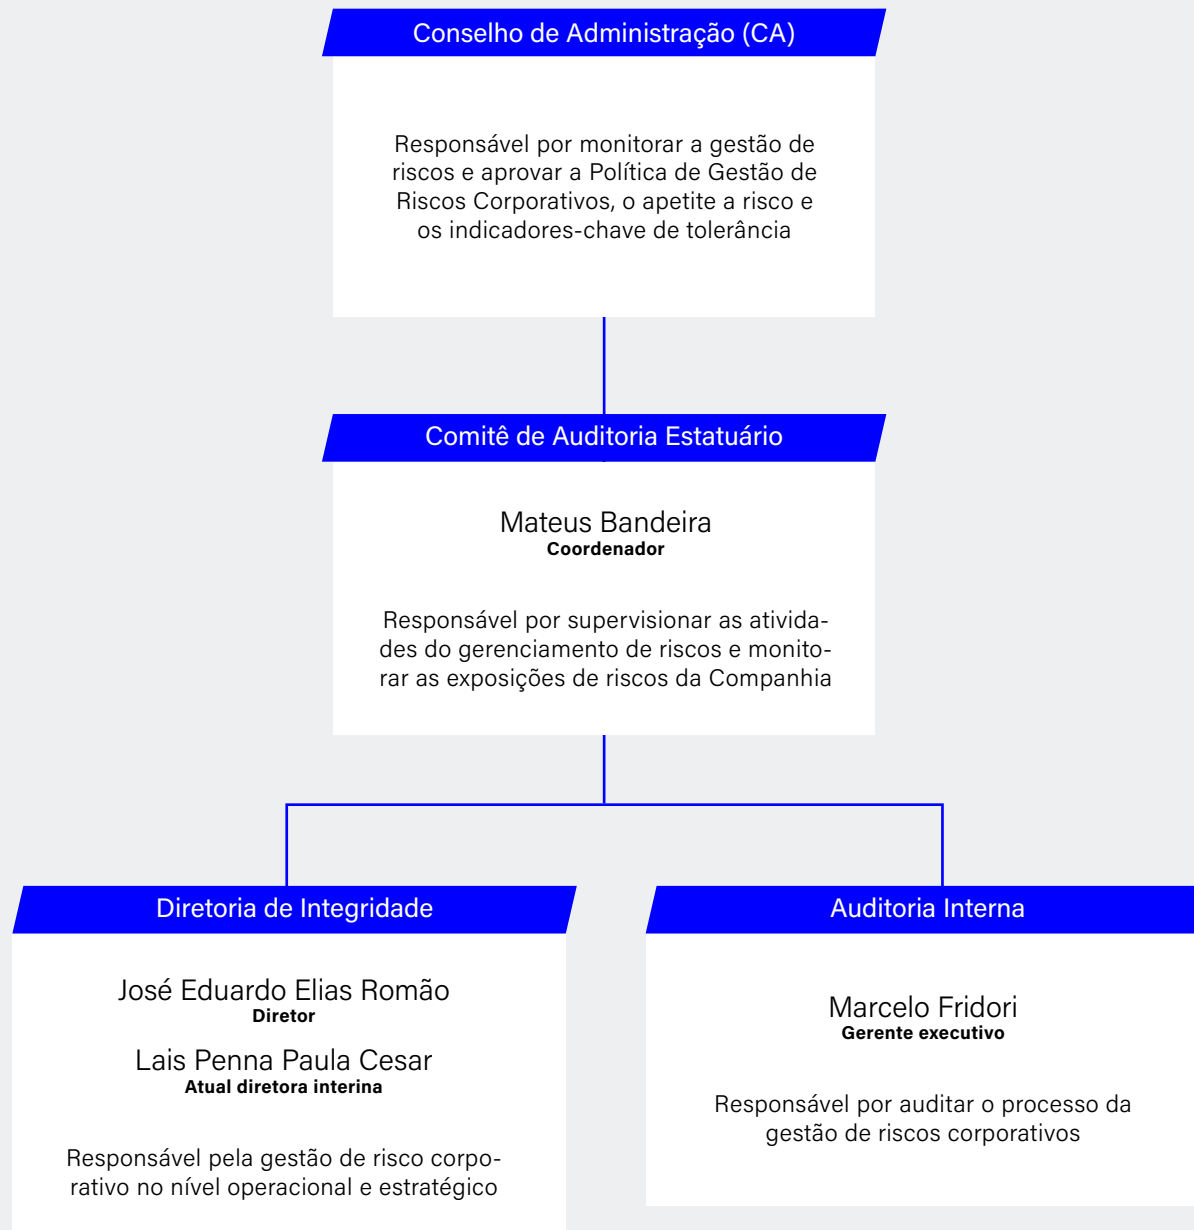 Conselho de Administração (CA)
Responsável por monitorar a gestão de
riscos e aprovar a Política de Gestão de
Riscos Corporativos, o apetite a risco e
os indicadores-chave de tolerância
Comitê de Auditoria Estatuário
Mateus Bandeira
Coordenador
Responsável por supervisionar as ativida-
des do gerenciamento de riscos e monito-
rar as exposições de riscos da Companhia
Diretoria de Integridade
José Eduardo Elias Romão
Diretor
Lais Penna Paula Cesar
Atual diretora interina
Responsável pela gestão de risco corpo-
rativo no nível operacional e estratégico
Auditoria Interna
Marcelo Fridori
Gerente executivo
Responsável por auditar o processo da
gestão de riscos corporativos